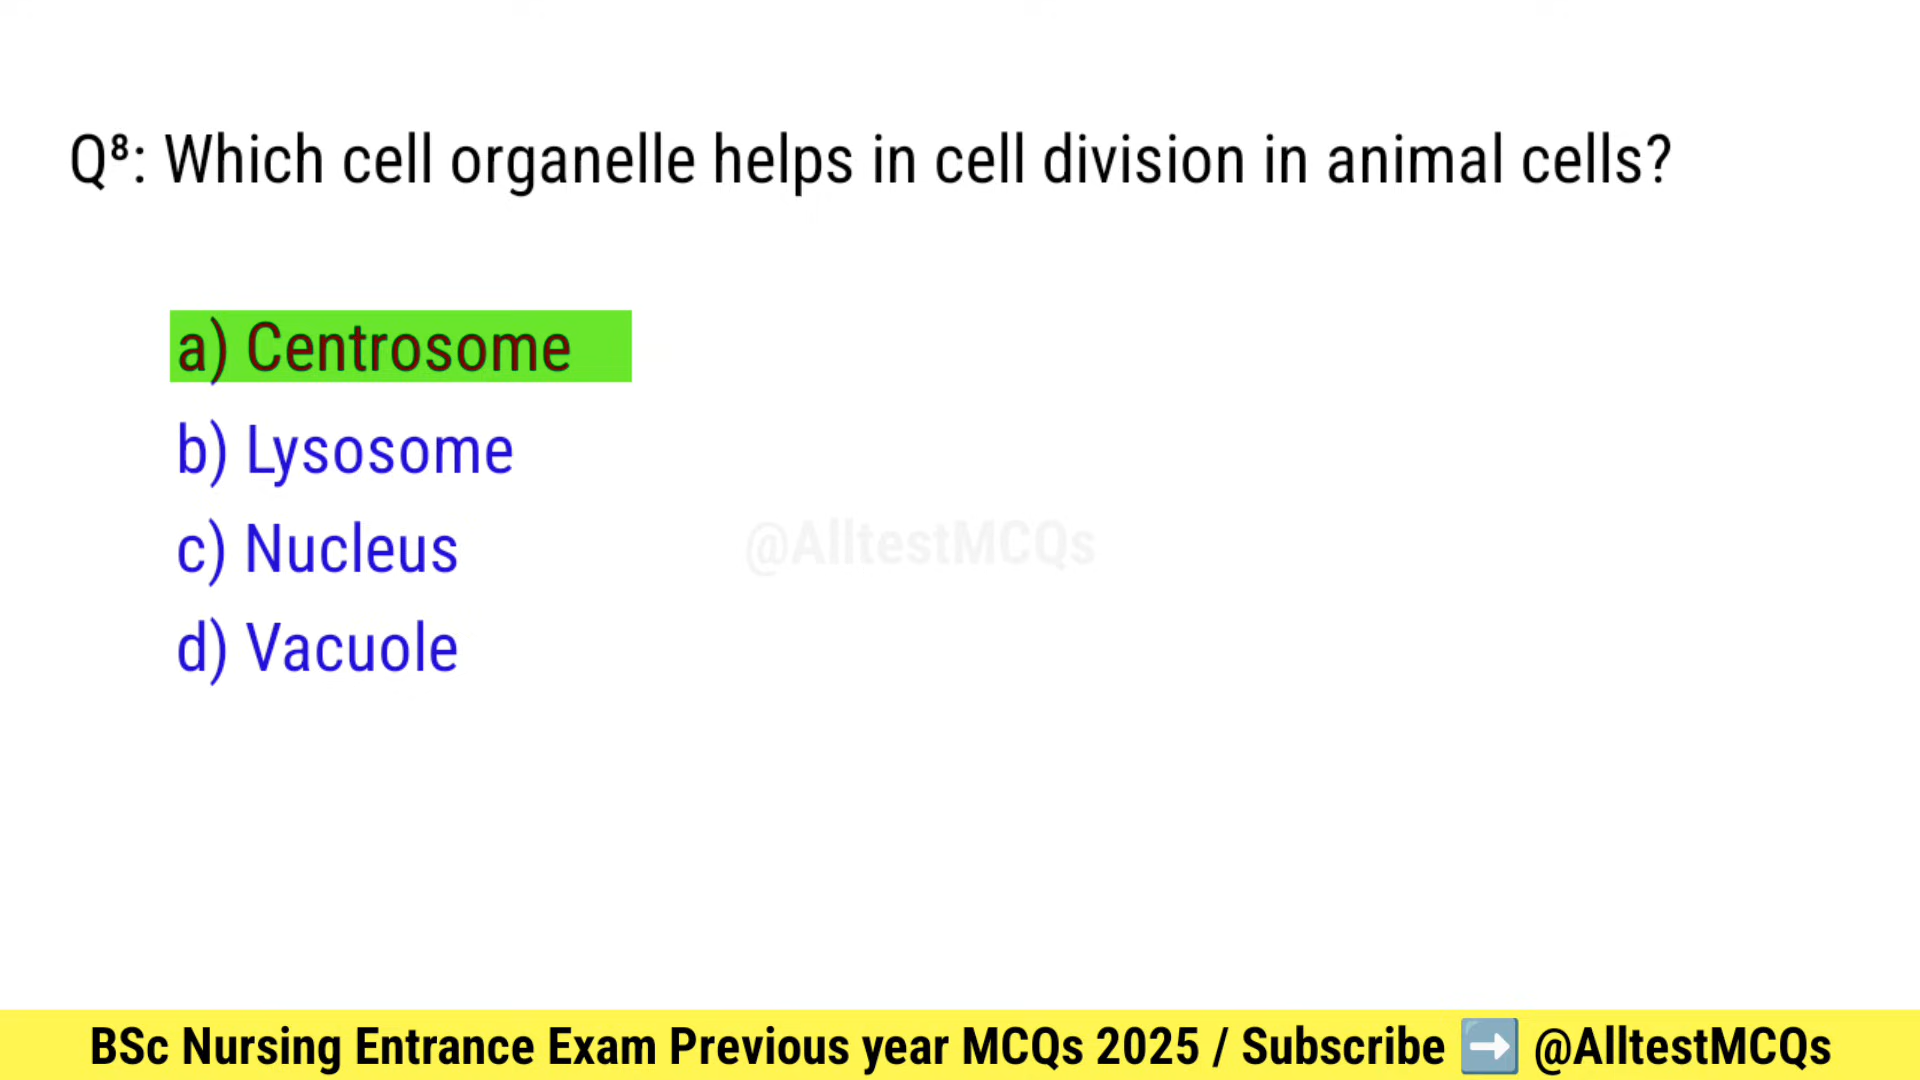 Q⁸: Which cell organelle helps in cell division in animal cells?
a) Centrosome
b) Lysosome
c) Nucleus
d) Vacuole
@AlltestMCQs
BSc Nursing Entrance Exam Previous year MCQs 2025 / Subscribe ➡️ @AlltestMCQs